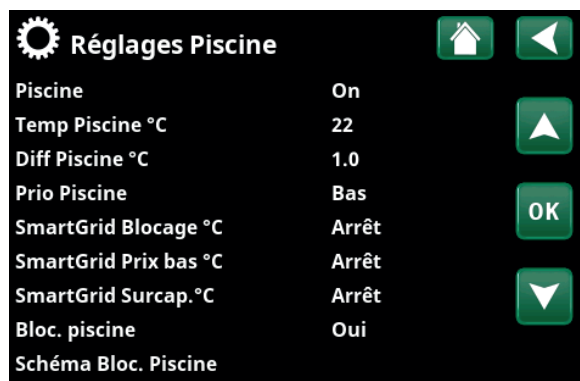 Réglages Piscine
Piscine On
Temp Piscine °C 22
Diff Piscine °C 1.0
Prio Piscine Bas
SmartGrid Blocage °C Arrêt
OK
SmartGrid Prix bas °C Arrêt
SmartGrid Surcap.°C Arrêt
Bloc. piscine Oui
Schéma Bloc. Piscine